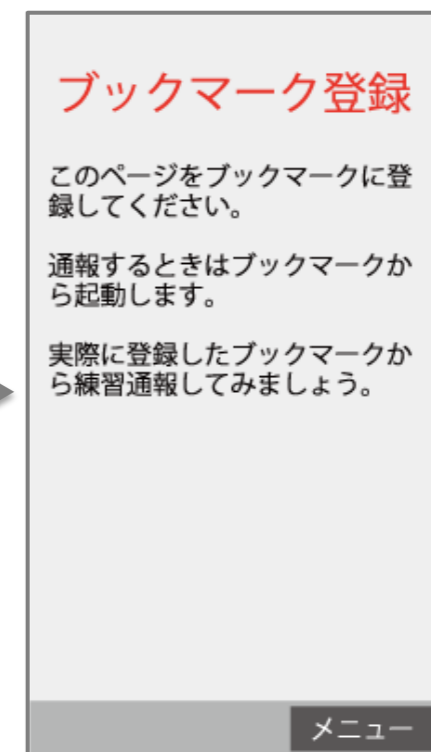 ブックマーク登録
このページをブックマークに登
録してください。
通報するときはブックマークか
ら起動します。
実際に登録したブックマークか
ら練習通報してみましょう。
メニュー